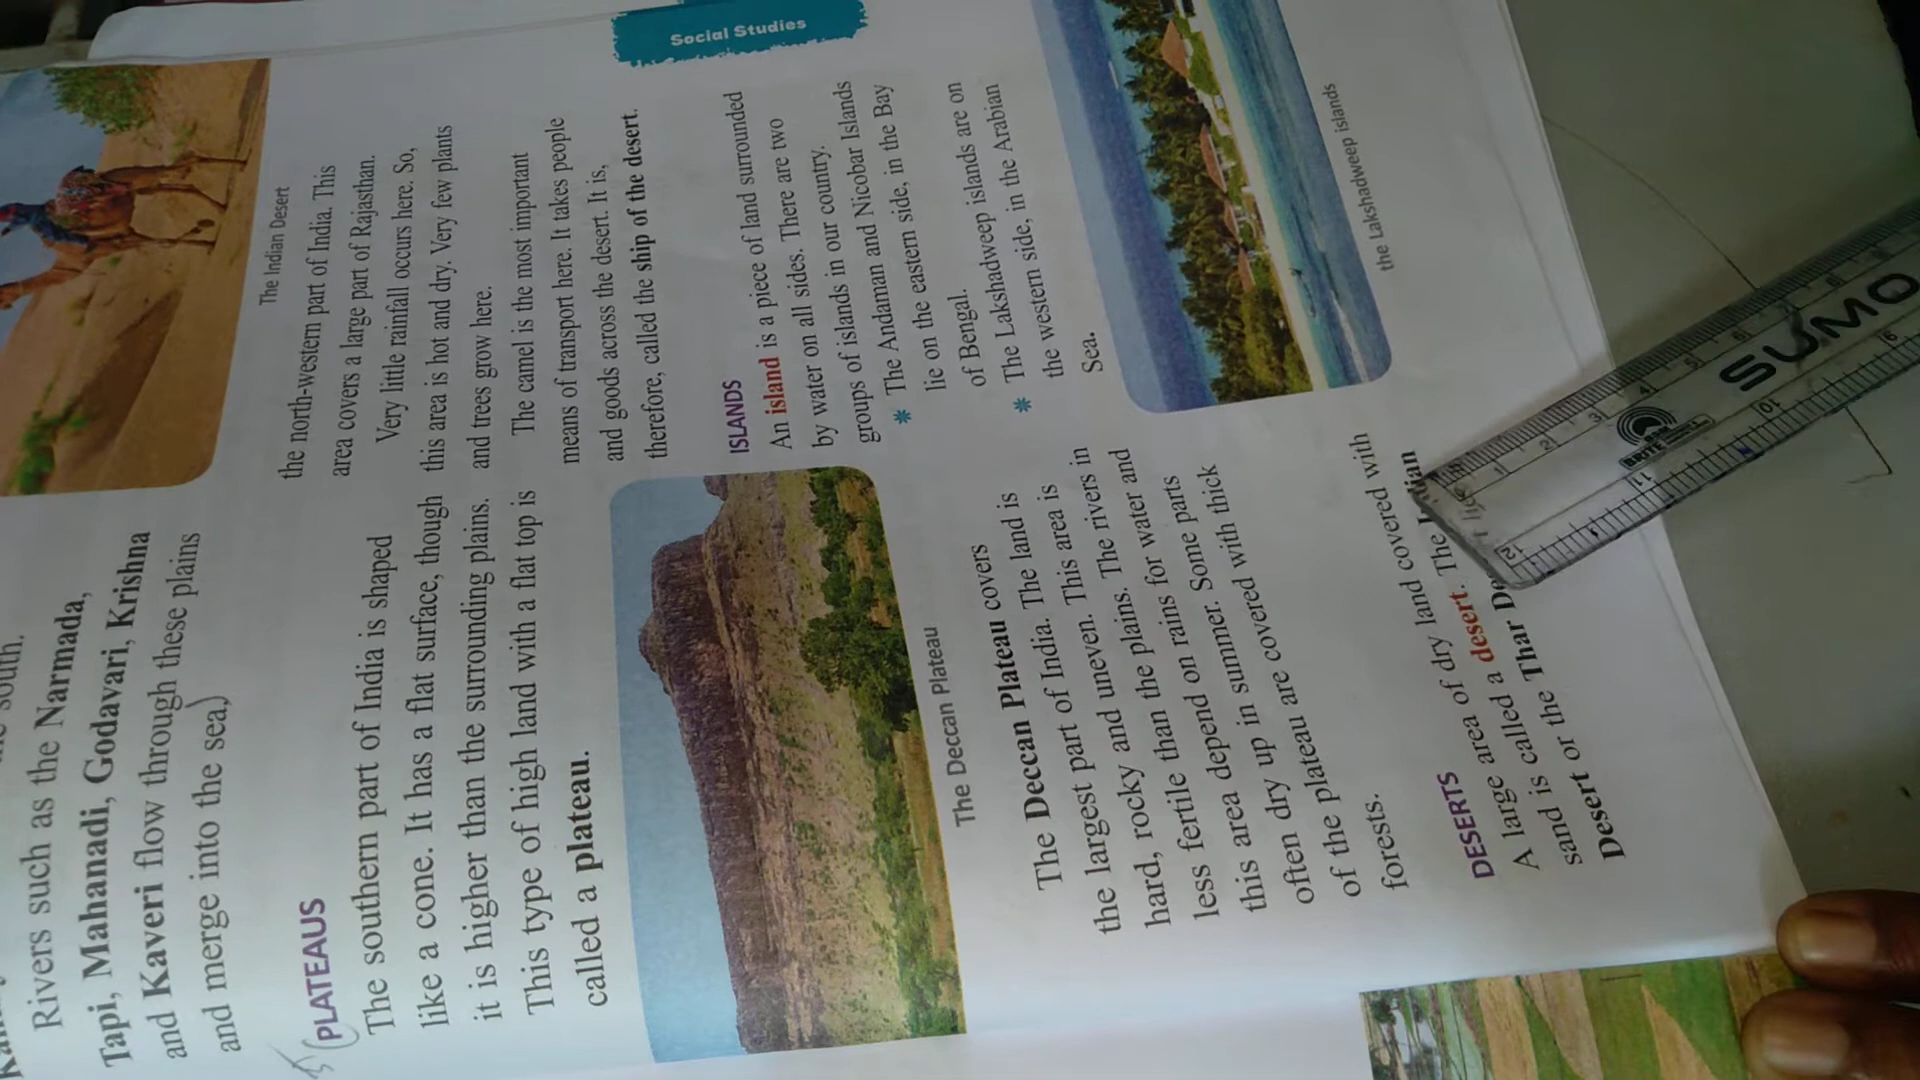 Rivers such as the Narmada,
Tapi, Mahanadi, Godavari, Krishna
and Kaveri flow through these plains
and merge into the sea.
PLATEAUS
The southern part of India is shaped
like a cone. It has a flat surface, though
it is higher than the surrounding plains.
This type of high land with a flat top is
called a plateau.
The Deccan Plateau
The Deccan Plateau covers
the largest part of India. The land is
hard, rocky and uneven. This area is
less fertile than the plains. The rivers in
this area depend on rains for water and
often dry up in summer. Some parts
of the plateau are covered with thick
forests.
DESERTS
A large area of dry land covered with
sand is called a desert. The
Desert or the Thar
The Indian Desert
the north-western part of India. This
area covers a large part of Rajasthan.
Very little rainfall occurs here. So,
this area is hot and dry. Very few plants
and trees grow here.
The camel is the most important
means of transport here. It takes people
and goods across the desert. It is,
therefore, called the ship of the desert.
ISLANDS
An island is a piece of land surrounded
by water on all sides. There are two
groups of islands in our country.
* The Andaman and Nicobar Islands
lie on the eastern side, in the Bay
of Bengal.
* The Lakshadweep islands are on
the western side, in the Arabian
Sea.
the Lakshadweep islands
Social Studies
SUMO
BRITE
1 2 3 4 5 6 7
12 11 10 9